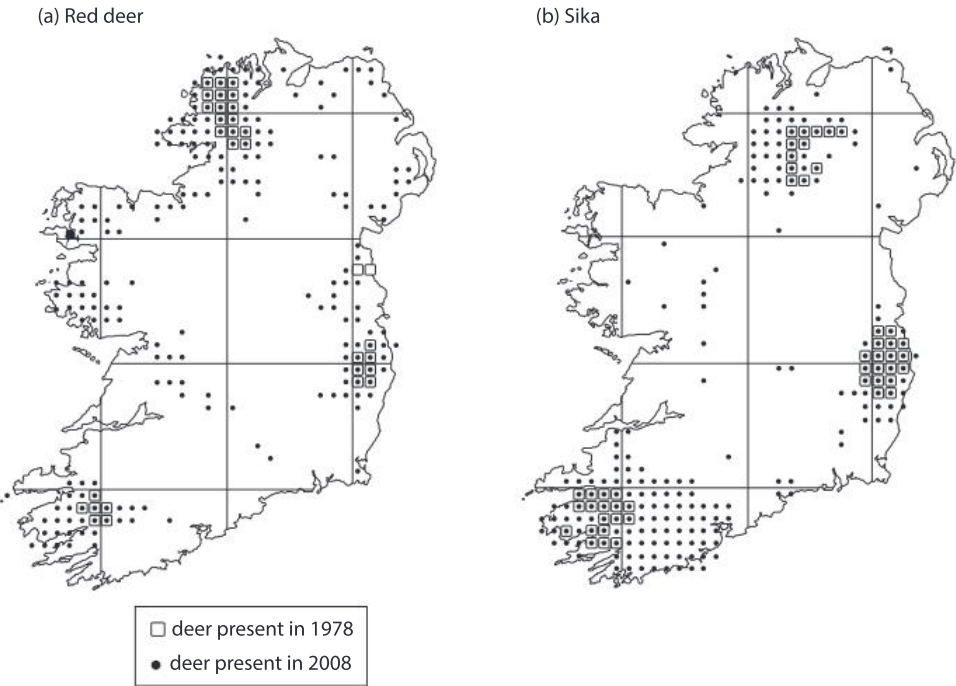 (a) Red deer
(b) Sika
deer present in 1978
deer present in 2008